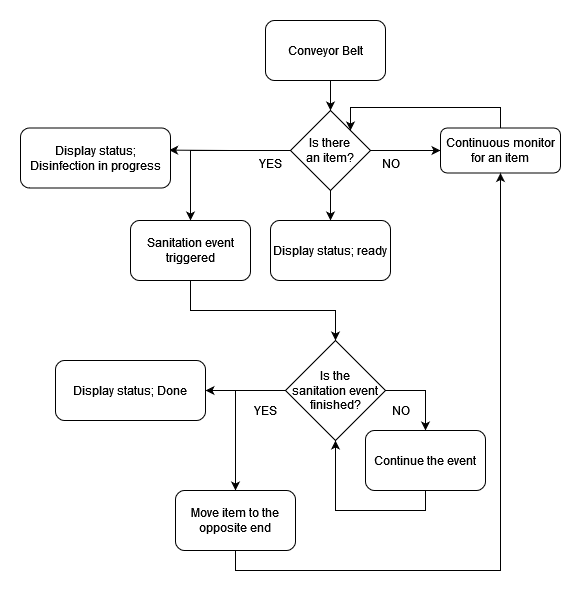 Conveyor Belt
Is there
an item?
YES
NO
Display status;
Disinfection in progress
Continuous monitor
for an item
Sanitation event
triggered
Display status; ready
Is the
sanitation event
finished?
YES
NO
Display status; Done
Continue the event
Move item to the
opposite end